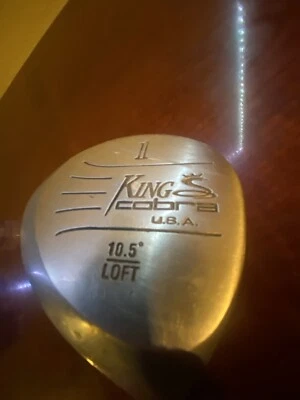 1
KING
cobra
U.S.A.
10.5°
LOFT